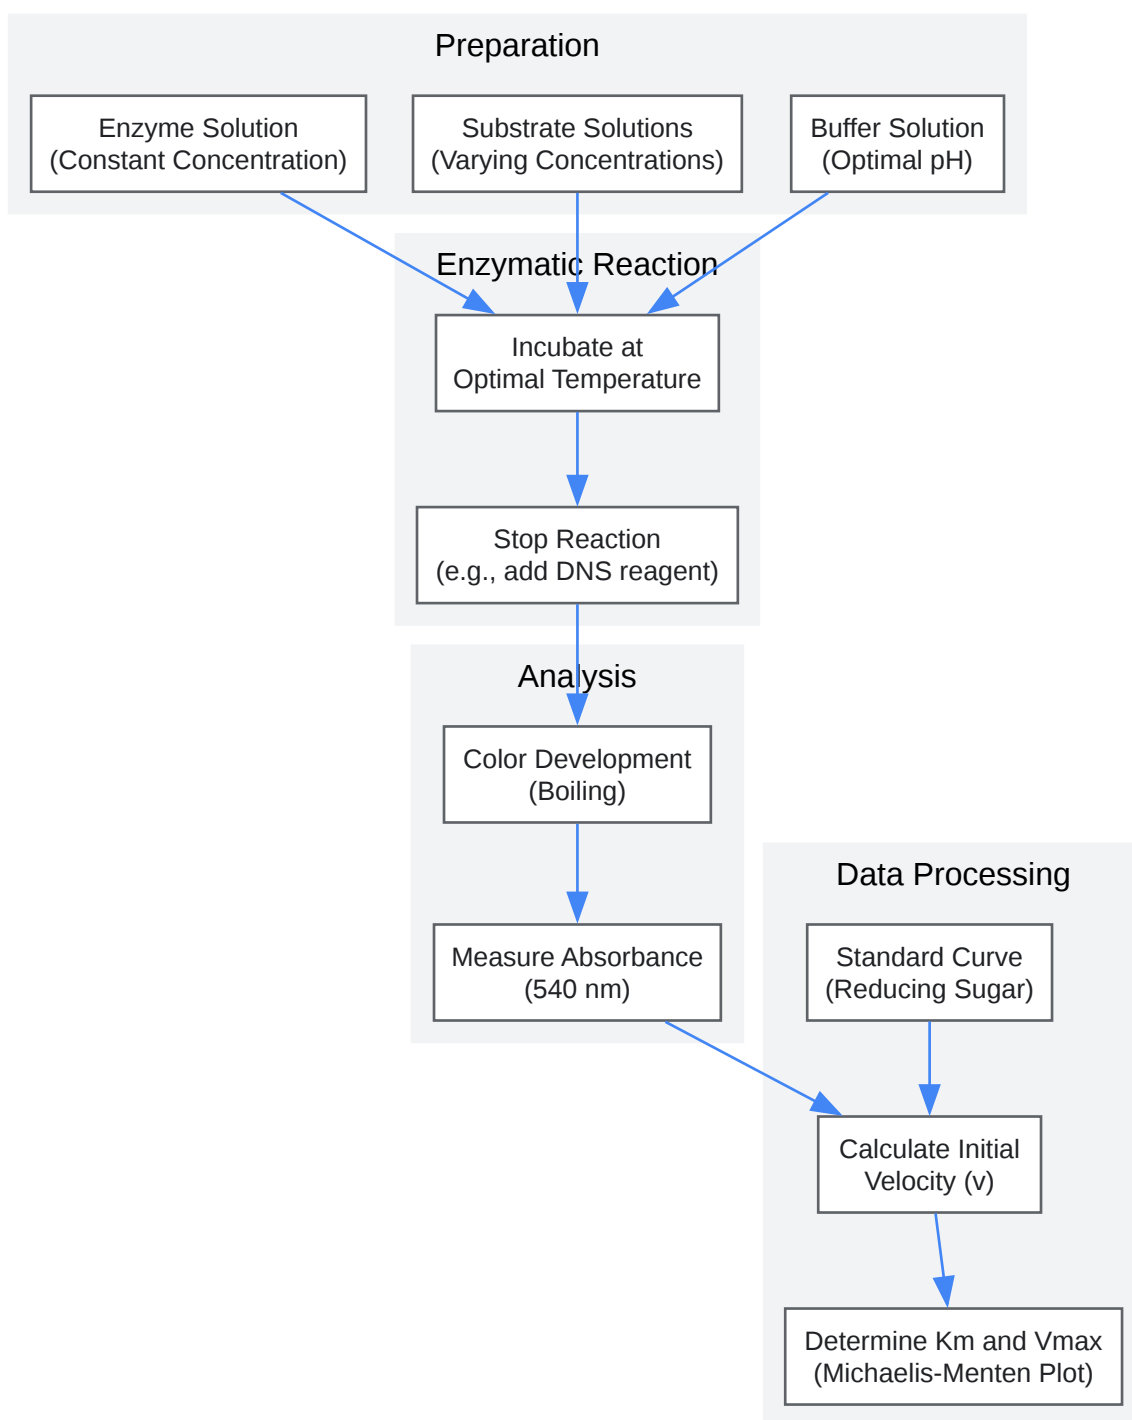 Preparation
Enzyme Solution
(Constant Concentration)
Substrate Solutions
(Varying Concentrations)
Buffer Solution
(Optimal pH)
Enzymatic Reaction
Incubate at
Optimal Temperature
Stop Reaction
(e.g., add DNS reagent)
Analysis
Color Development
(Boiling)
Measure Absorbance
(540 nm)
Data Processing
Standard Curve
(Reducing Sugar)
Calculate Initial
Velocity (v)
Determine Km and Vmax
(Michaelis-Menten Plot)